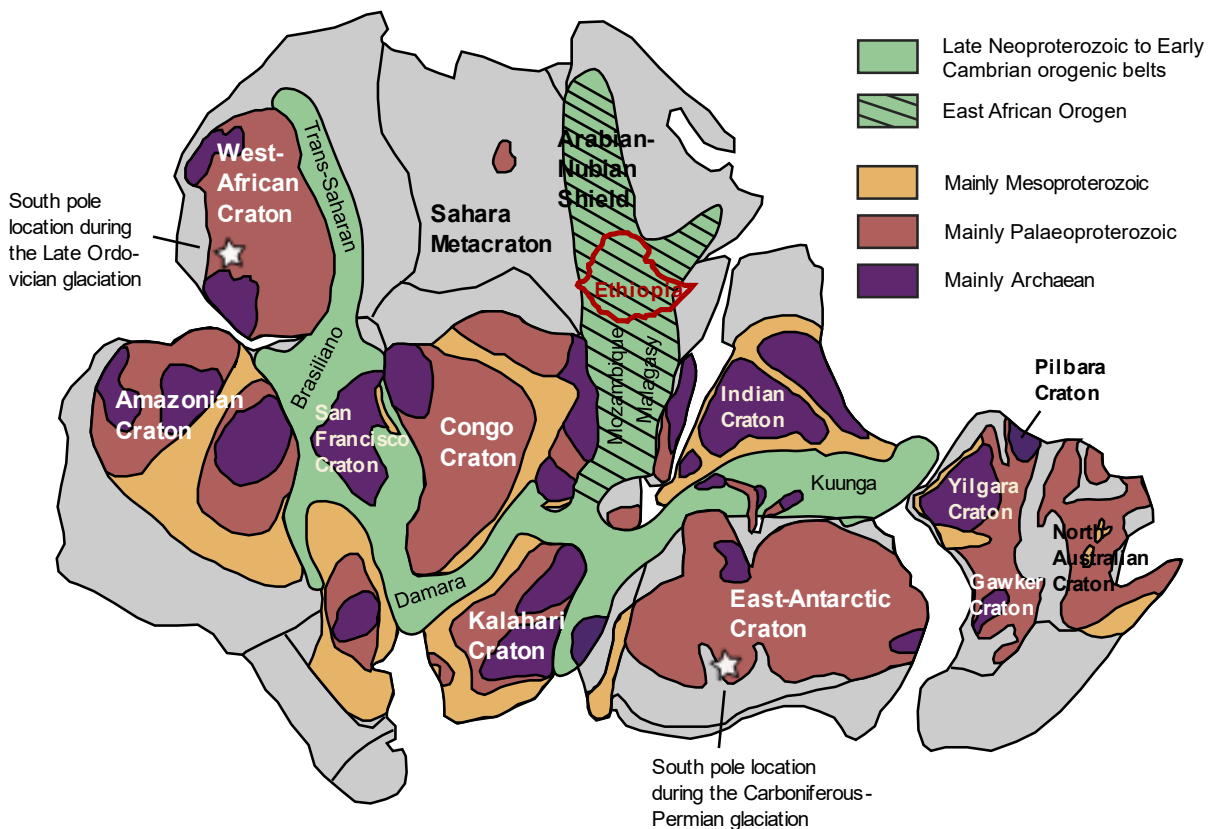 Late Neoproterozoic to Early
Cambrian orogenic belts
East African Orogen
Mainly Mesoproterozoic
Mainly Palaeoproterozoic
Mainly Archaean
South pole
location during
the Late Ordo-
vician glaciation
West-
African
Craton
Trans-Saharan
Sahara
Metacraton
Arabian-
Nubian
Shield
Ethiopia
Brasiliano
Mozambique
Malagasy
Amazonian
Craton
San
Francisco
Craton
Congo
Craton
Indian
Craton
Pilbara
Craton
Kuunga
Yilgara
Craton
North
Australian
Craton
Gawker
Craton
Damara
Kalahari
Craton
East-Antarctic
Craton
South pole location
during the Carboniferous-
Permian glaciation